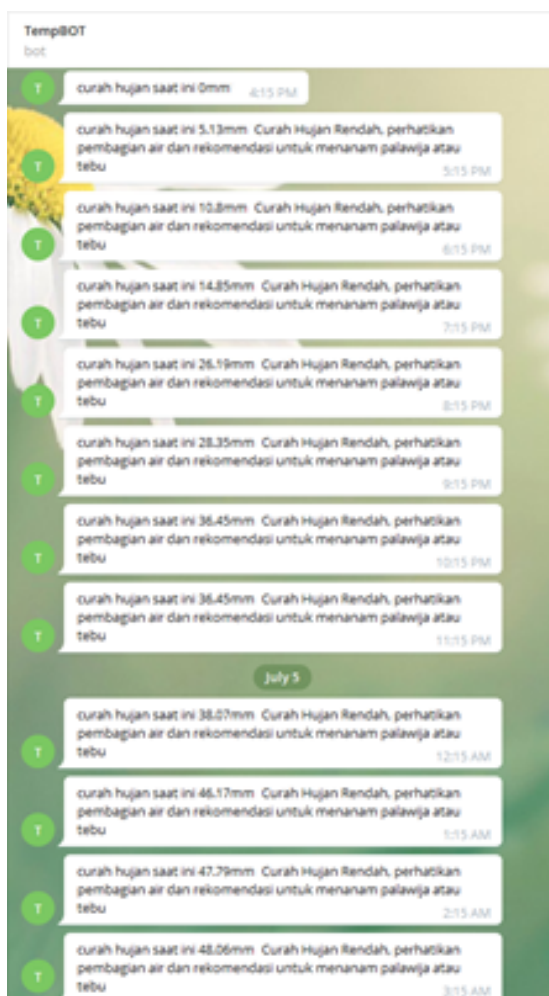 TempBOT
bot
T
curah hujan saat ini 0mm 4:15 PM
curah hujan saat ini 5.13mm Curah Hujan Rendah, perhatikan
pembagian air dan rekomendasi untuk menanam palawija atau
tebu 5:15 PM
T
curah hujan saat ini 10.8mm Curah Hujan Rendah, perhatikan
pembagian air dan rekomendasi untuk menanam palawija atau
tebu 6:15 PM
T
curah hujan saat ini 14.85mm Curah Hujan Rendah, perhatikan
pembagian air dan rekomendasi untuk menanam palawija atau
tebu 7:15 PM
T
curah hujan saat ini 26.19mm Curah Hujan Rendah, perhatikan
pembagian air dan rekomendasi untuk menanam palawija atau
tebu 8:15 PM
T
curah hujan saat ini 28.35mm Curah Hujan Rendah, perhatikan
pembagian air dan rekomendasi untuk menanam palawija atau
tebu 9:15 PM
T
curah hujan saat ini 36.45mm Curah Hujan Rendah, perhatikan
pembagian air dan rekomendasi untuk menanam palawija atau
tebu 10:15 PM
T
curah hujan saat ini 36.45mm Curah Hujan Rendah, perhatikan
pembagian air dan rekomendasi untuk menanam palawija atau
tebu 11:15 PM
T
July 5
curah hujan saat ini 38.07mm Curah Hujan Rendah, perhatikan
pembagian air dan rekomendasi untuk menanam palawija atau
tebu 12:15 AM
T
curah hujan saat ini 46.17mm Curah Hujan Rendah, perhatikan
pembagian air dan rekomendasi untuk menanam palawija atau
tebu 1:15 AM
T
curah hujan saat ini 47.79mm Curah Hujan Rendah, perhatikan
pembagian air dan rekomendasi untuk menanam palawija atau
tebu 2:15 AM
T
curah hujan saat ini 48.06mm Curah Hujan Rendah, perhatikan
pembagian air dan rekomendasi untuk menanam palawija atau
tebu 3:15 AM
T